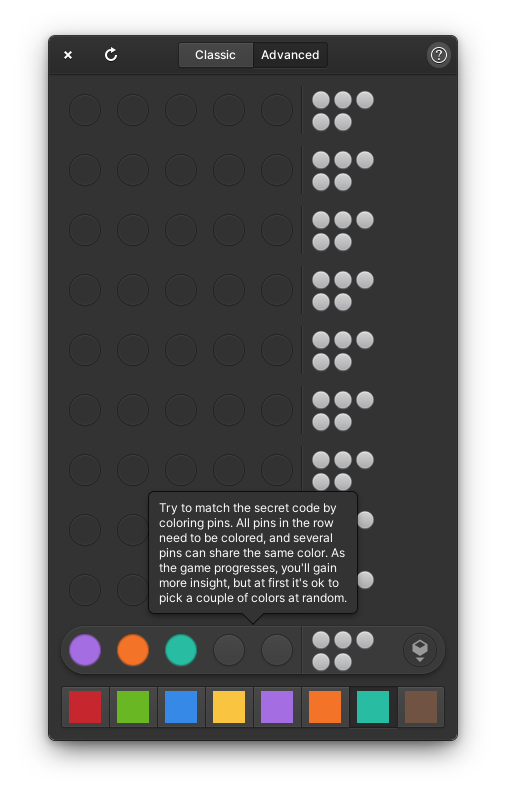 Classic
Advanced
Try to match the secret code by
coloring pins. All pins in the row
need to be colored, and several
pins can share the same color. As
the game progresses, you'll gain
more insight, but at first it's ok to
pick a couple of colors at random.